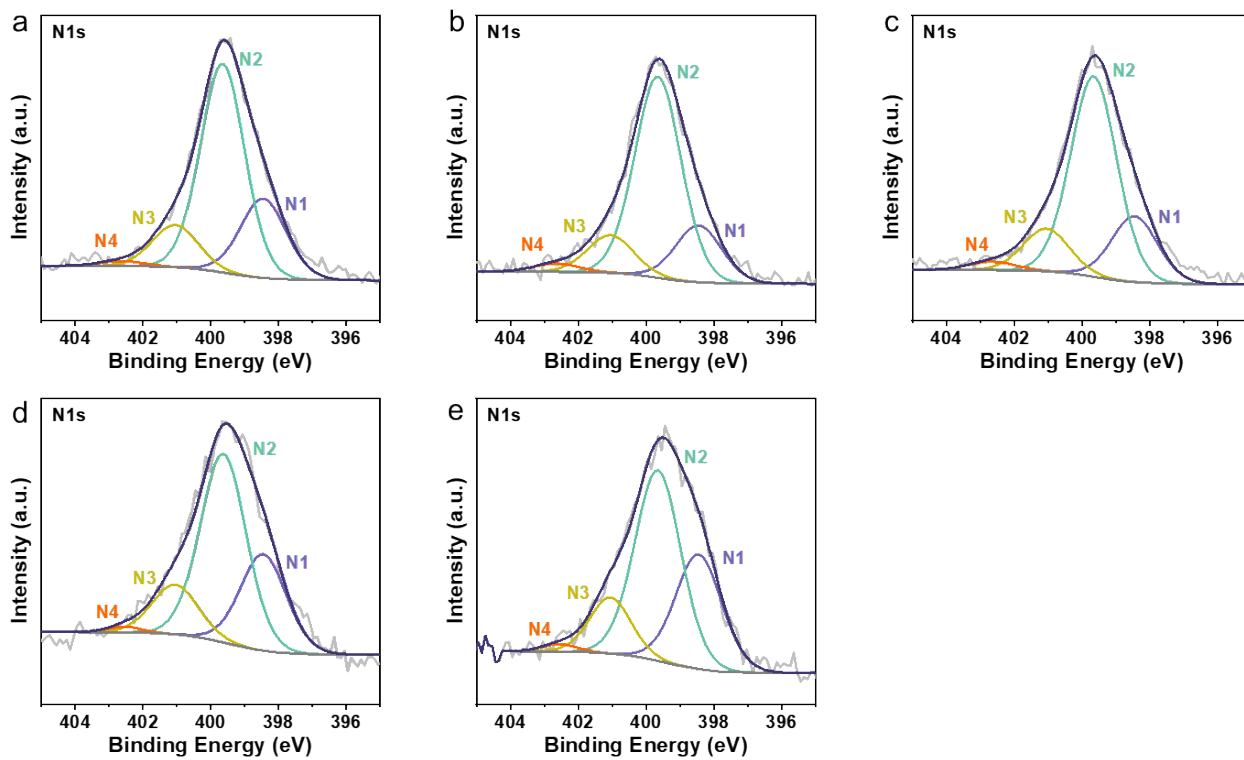 a
N1s
N2
N1
N3
N4
Intensity (a.u.)
404 402 400 398 396
Binding Energy (eV)
b
N1s
N2
N1
N3
N4
Intensity (a.u.)
404 402 400 398 396
Binding Energy (eV)
c
N1s
N2
N1
N3
N4
Intensity (a.u.)
404 402 400 398 396
Binding Energy (eV)
d
N1s
N2
N1
N3
N4
Intensity (a.u.)
404 402 400 398 396
Binding Energy (eV)
e
N1s
N2
N1
N3
N4
Intensity (a.u.)
404 402 400 398 396
Binding Energy (eV)